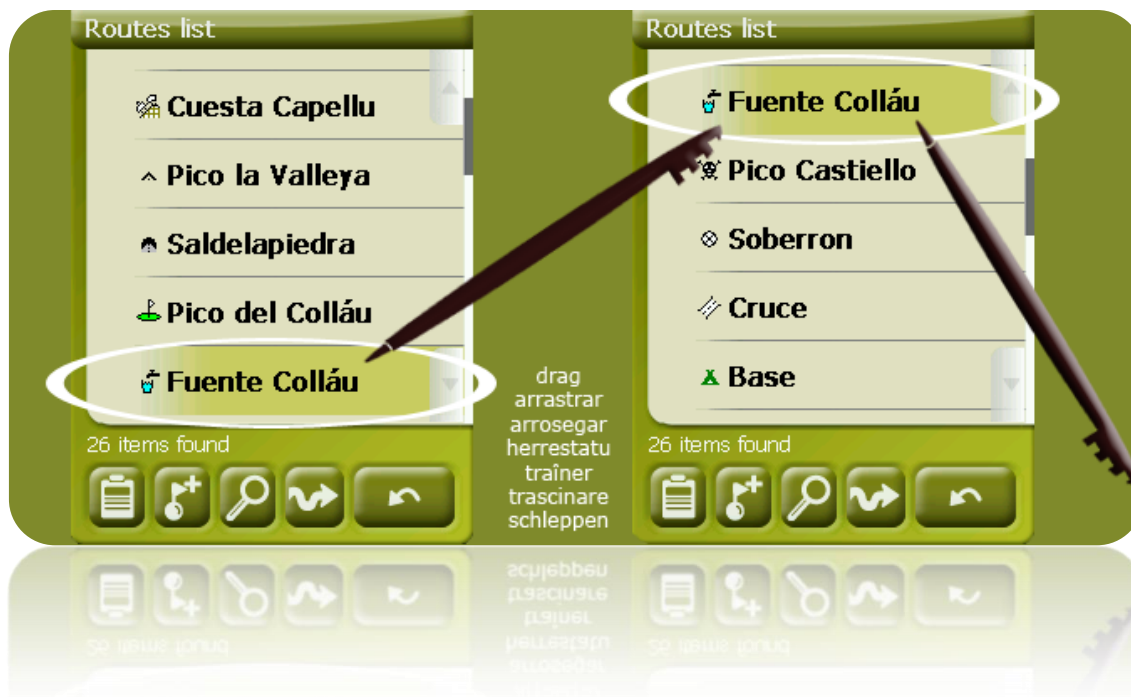 Routes list
Cuesta Capellu
Pico la Valleya
Saldelapiedra
Pico del Colláu
Fuente Colláu
26 items found
drag
arrastrar
arrosegar
herrestatu
traîner
trascinare
schleppen
Routes list
Fuente Colláu
Pico Castiello
Soberron
Cruce
Base
26 items found